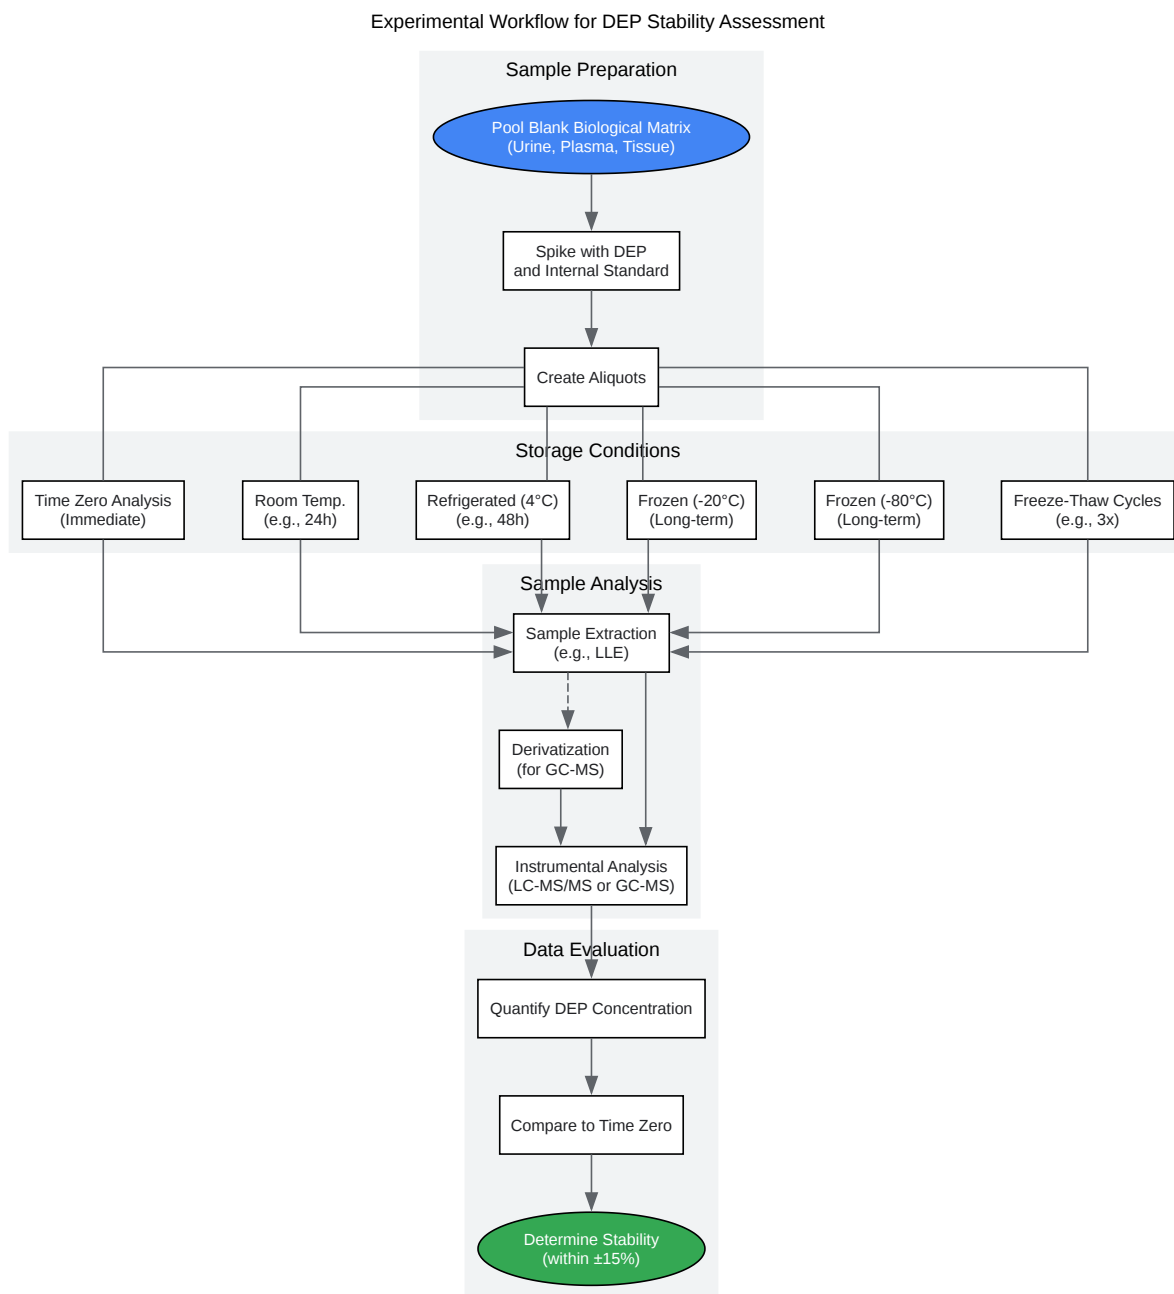 Experimental Workflow for DEP Stability Assessment
Sample Preparation
Pool Blank Biological Matrix
(Urine, Plasma, Tissue)
Spike with DEP
and Internal Standard
Create Aliquots
Storage Conditions
Time Zero Analysis
(Immediate)
Room Temp.
(e.g., 24h)
Refrigerated (4°C)
(e.g., 48h)
Frozen (-20°C)
(Long-term)
Frozen (-80°C)
(Long-term)
Freeze-Thaw Cycles
(e.g., 3x)
Sample Analysis
Sample Extraction
(e.g., LLE)
Derivatization
(for GC-MS)
Instrumental Analysis
(LC-MS/MS or GC-MS)
Data Evaluation
Quantify DEP Concentration
Compare to Time Zero
Determine Stability
(within ±15%)